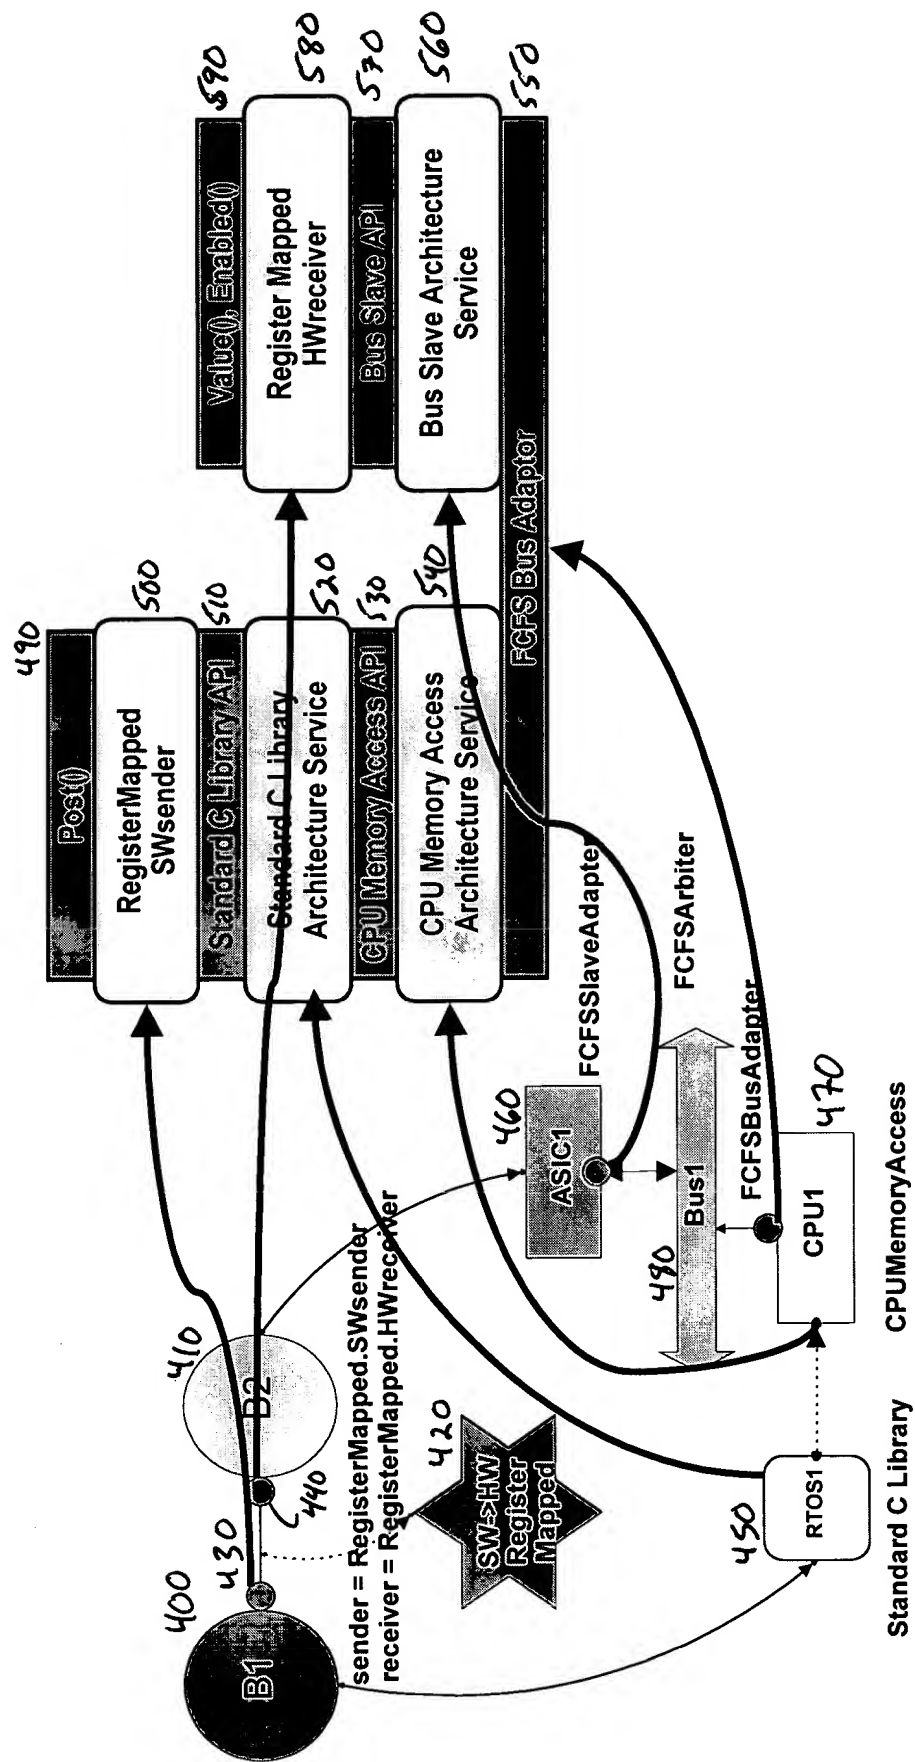 490
Post()
500
RegisterMapped
SWsender
510
Standard C Library API
520
Standard C Library
Architecture Service
530
CPU Memory Access API
540
CPU Memory Access
Architecture Service
590
Value(), Enabled()
580
Register Mapped
HWreceiver
570
Bus Slave API
560
Bus Slave Architecture
Service
550
FCFS Bus Adaptor
400
B1
430
410
B2
440
sender = RegisterMapped.SWsender
receiver = RegisterMapped.HWreceiver
420
SW->HW
Register
Mapped
460
ASIC1
FCFSSlaveAdapter
FCFSArbiter
480
Bus1
FCFSBusAdapter
450
RTOS1
CPU1
470
Standard C Library
CPUMemoryAccess